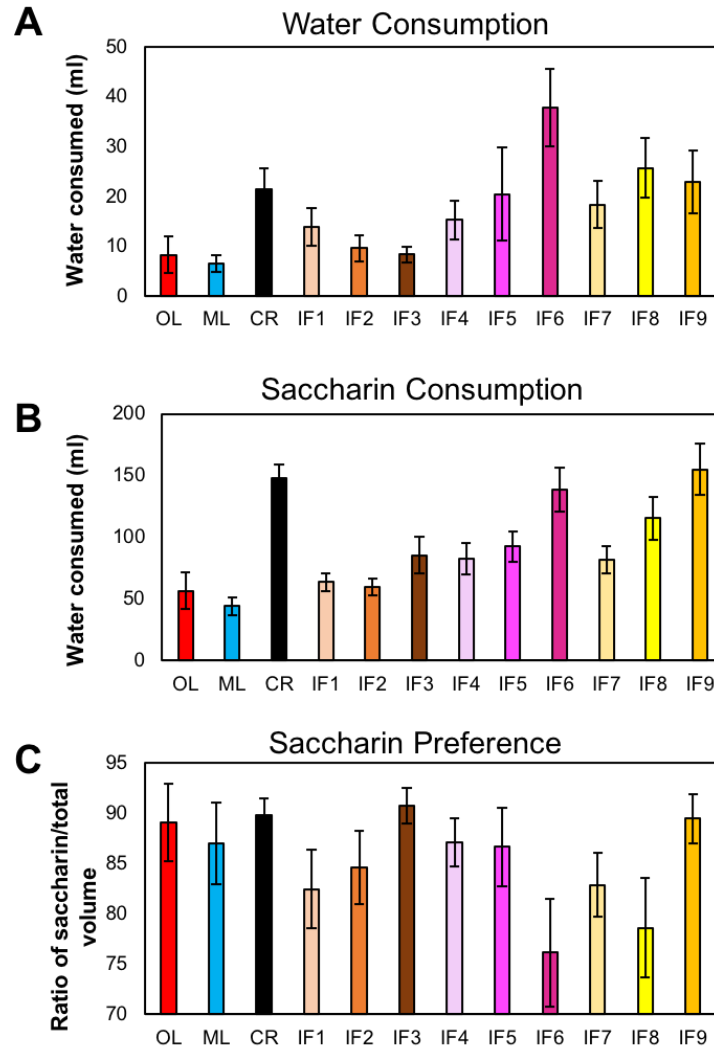 A
Water Consumption
Water consumed (ml)
50
40
30
20
10
0
OL ML CR IF1 IF2 IF3 IF4 IF5 IF6 IF7 IF8 IF9
B
Saccharin Consumption
Water consumed (ml)
200
150
100
50
0
OL ML CR IF1 IF2 IF3 IF4 IF5 IF6 IF7 IF8 IF9
C
Saccharin Preference
Ratio of saccharin/total
volume
95
90
85
80
75
70
OL ML CR IF1 IF2 IF3 IF4 IF5 IF6 IF7 IF8 IF9